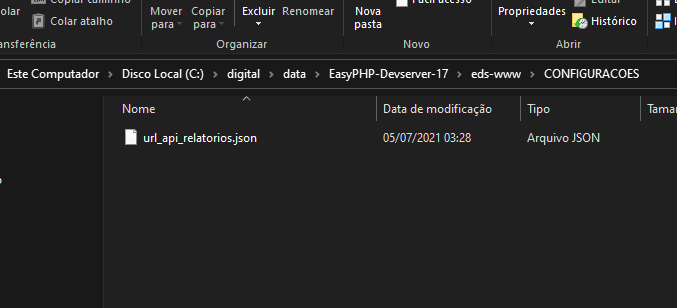 Copiar caminho
Colar atalho
Mover para
Copiar para
Excluir
Renomear
Nova pasta
Fácil acesso
Propriedades
Editar
Histórico
Organizar
Novo
Abrir
Este Computador > Disco Local (C:) > digital > data > EasyPHP-Devserver-17 > eds-www > CONFIGURACOES
Nome Data de modificação Tipo
url_api_relatorios.json 05/07/2021 03:28 Arquivo JSON